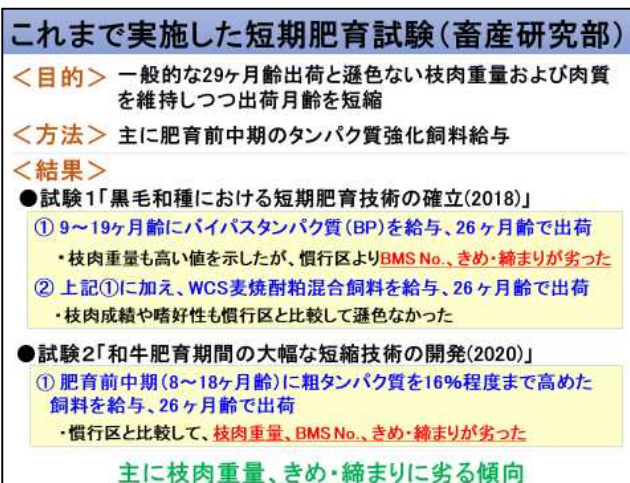 これまで実施した短期肥育試験(畜産研究部)
<目的> 一般的な29ヶ月齢出荷と遜色ない枝肉重量および肉質
を維持しつつ出荷月齢を短縮
<方法> 主に肥育前中期のタンパク質強化飼料給与
<結果>
●試験1「黒毛和種における短期肥育技術の確立(2018)」
① 9~19ヶ月齢にバイパスタンパク質(BP)を給与、26ヶ月齢で出荷
・枝肉重量も高い値を示したが、慣行区よりBMS No.、きめ・締まりが劣った
② 上記①に加え、WCS麦焼酎粕混合飼料を給与、26ヶ月齢で出荷
・枝肉成績や嗜好性も慣行区と比較して遜色なかった
●試験2「和牛肥育期間の大幅な短縮技術の開発(2020)」
① 肥育前中期(8~18ヶ月齢)に粗タンパク質を16%程度まで高めた
飼料を給与、26ヶ月齢で出荷
・慣行区と比較して、枝肉重量、BMS No.、きめ・締まりが劣った
主に枝肉重量、きめ・締まりに劣る傾向